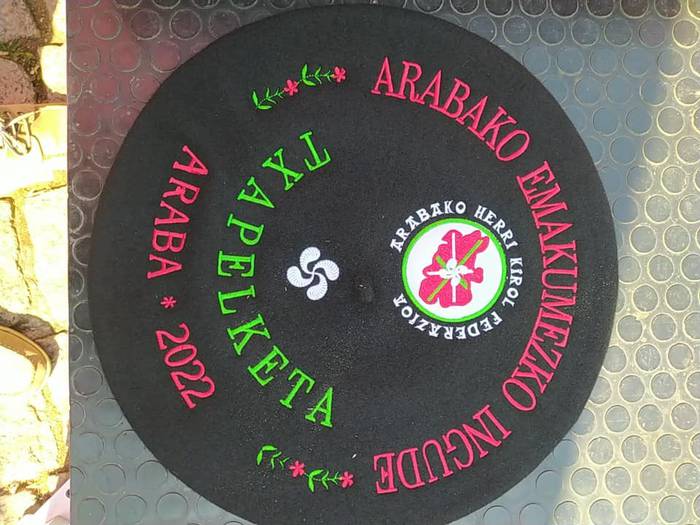 ARABAKO EMAKUMEZKO INGUDE
ARABAKO HERRI KIROL FEDERAZIOA
TXAPELKETA
ARABA * 2022